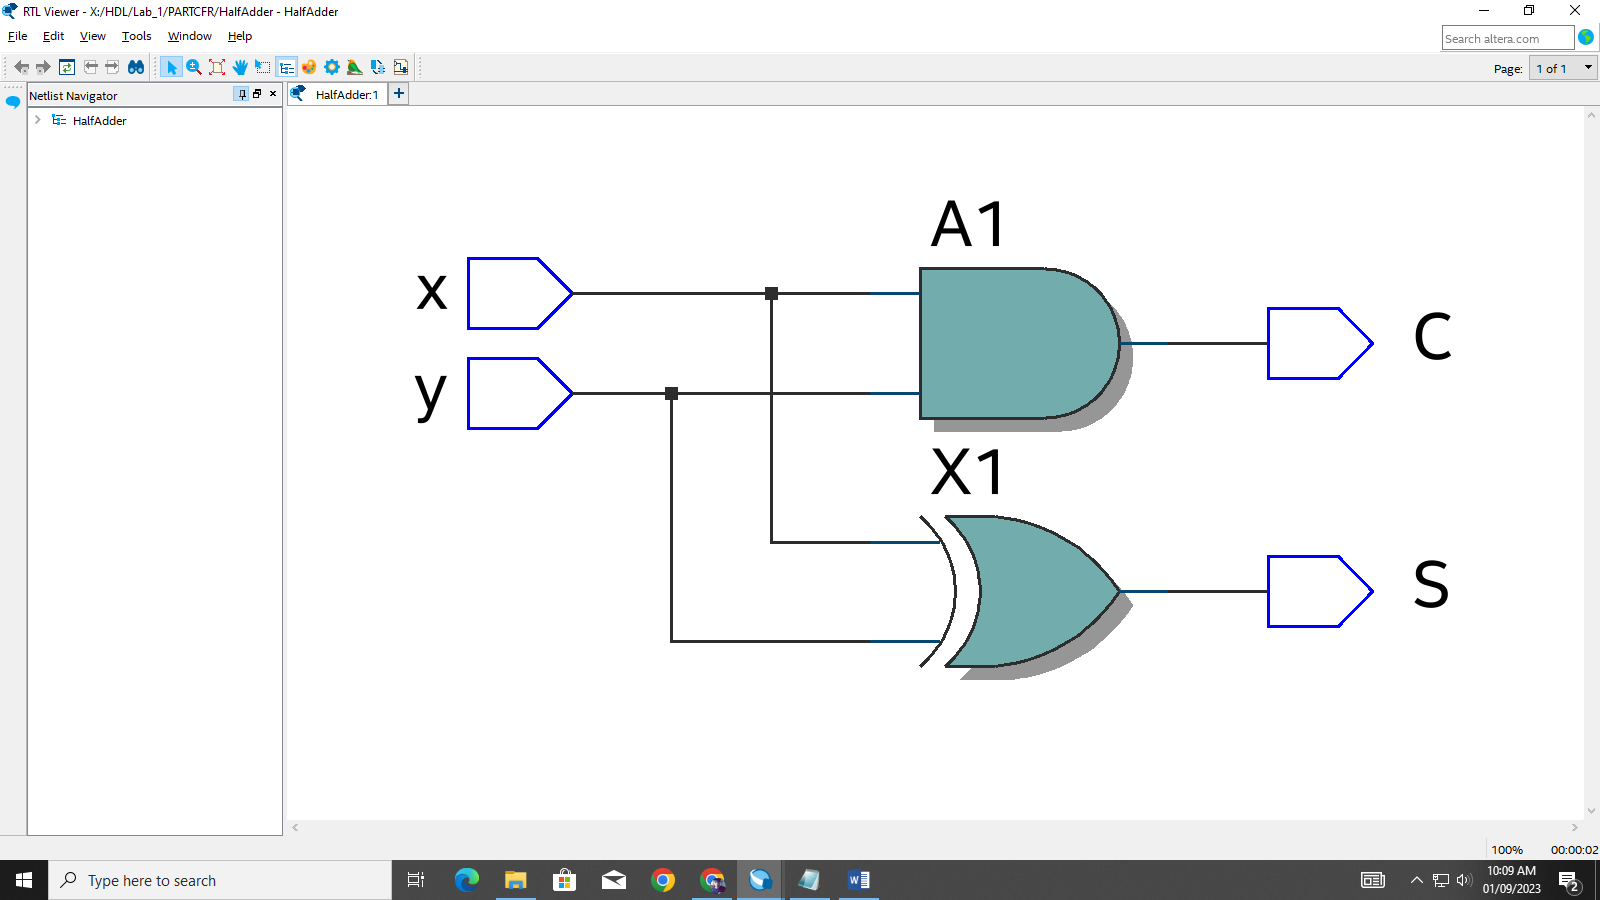 RTL Viewer - X:/HDL/Lab_1/PARTCFR/HalfAdder - HalfAdder
File Edit View Tools Window Help
Search altera.com
Page: 1 of 1
Netlist Navigator
HalfAdder:1
HalfAdder
A1
x
C
y
X1
S
100% 00:00:02
Type here to search
10:09 AM
01/09/2023
2